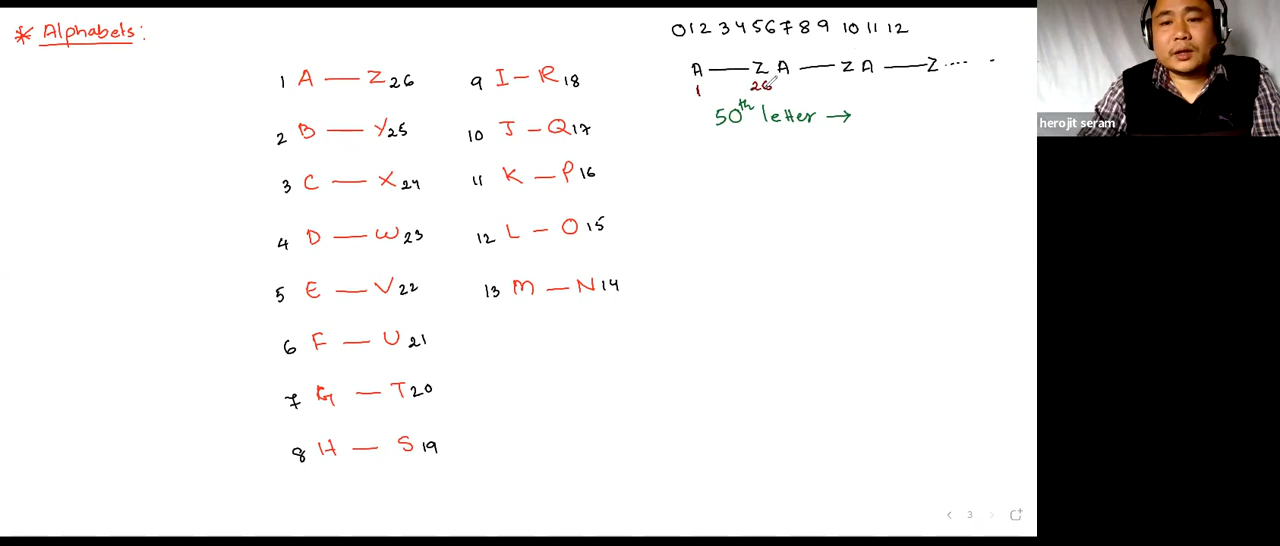 * Alphabets:
0 1 2 3 4 5 6 7 8 9 10 11 12
1 A — Z 26
9 I – R 18
A — Z A — Z A — Z ....
1 26
2 B — Y 25
10 J – Q 17
50th letter →
herojit seram
3 C — X 24
11 K – P 16
4 D — W 23
12 L – O 15
5 E — V 22
13 M – N 14
6 F — U 21
7 G — T 20
8 H — S 19
3